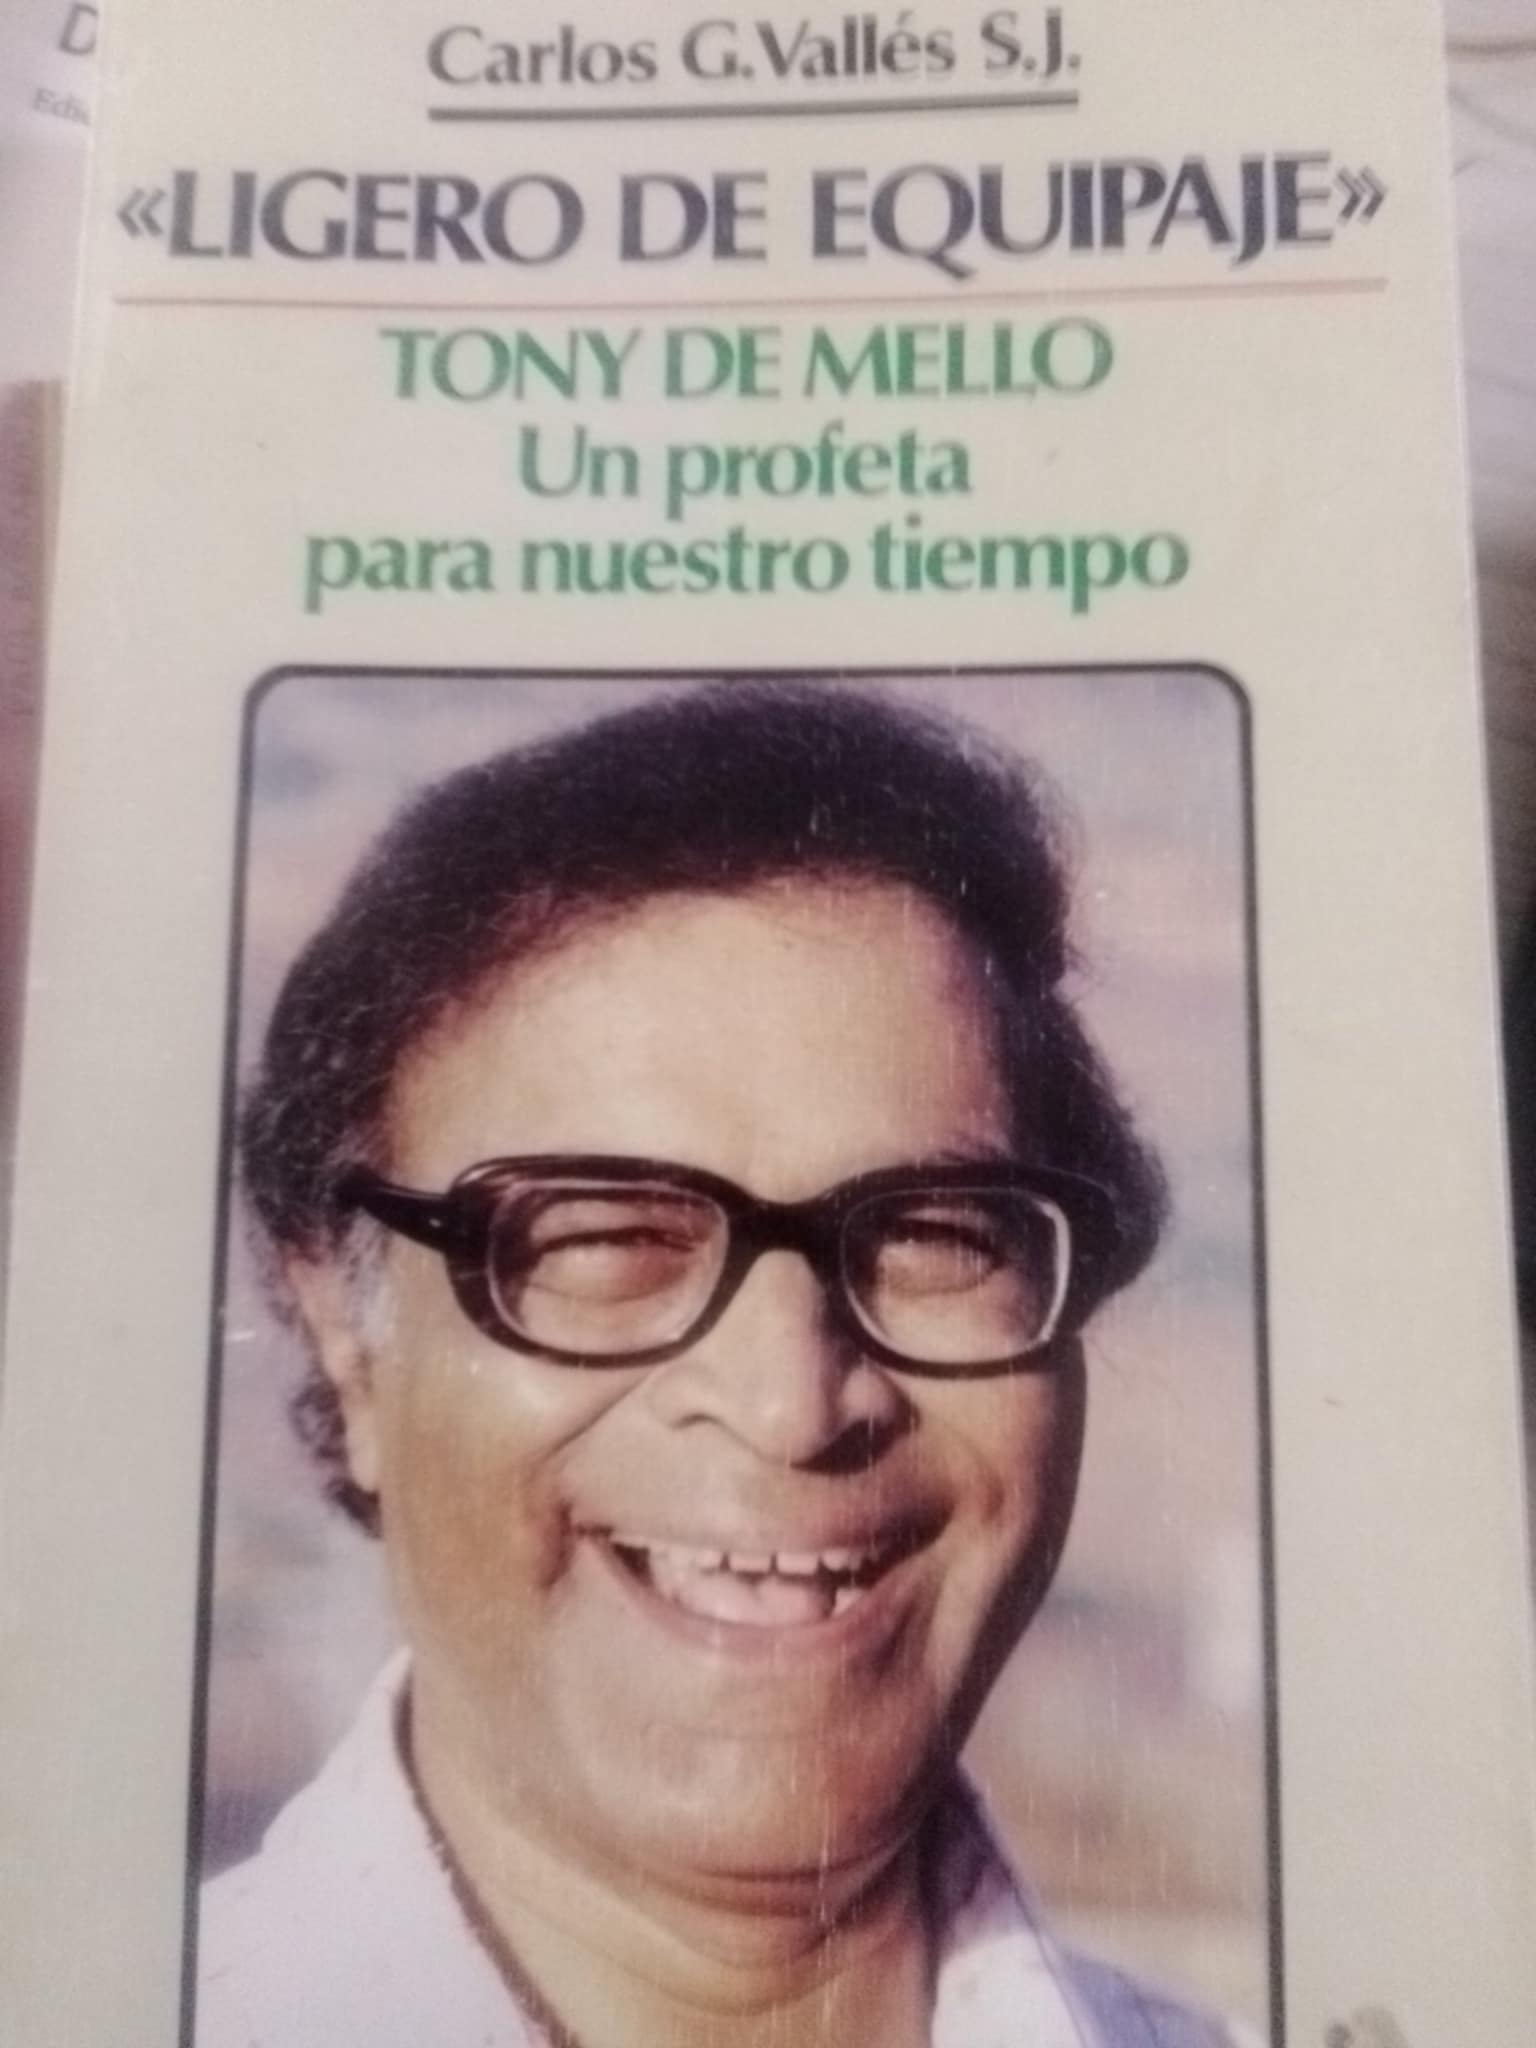 Carlos G. Vallés S.J.
«LIGERO DE EQUIPAJE»
TONY DE MELLO
Un profeta
para nuestro tiempo